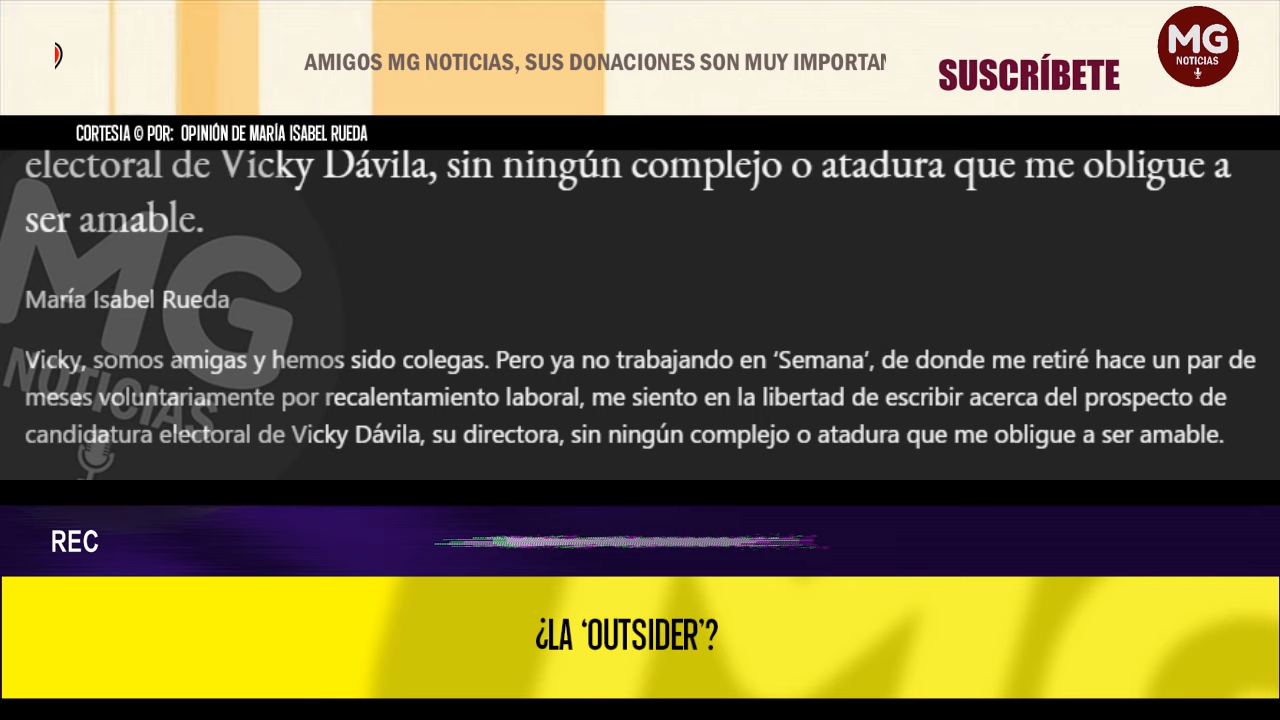 AMIGOS MG NOTICIAS, SUS DONACIONES SON MUY
SUSCRÍBETE
MG
NOTICIAS
CORTESIA © POR: OPINIÓN DE MARÍA ISABEL RUEDA
electoral de Vicky Dávila, sin ningún complejo o atadura que me obligue a
ser amable.
MG
NOTICIAS
María Isabel Rueda
Vicky, somos amigas y hemos sido colegas. Pero ya no trabajando en ‘Semana’, de donde me retiré hace un par de
meses voluntariamente por recalentamiento laboral, me siento en la libertad de escribir acerca del prospecto de
candidatura electoral de Vicky Dávila, su directora, sin ningún complejo o atadura que me obligue a ser amable.
REC
¿LA ‘OUTSIDER’?